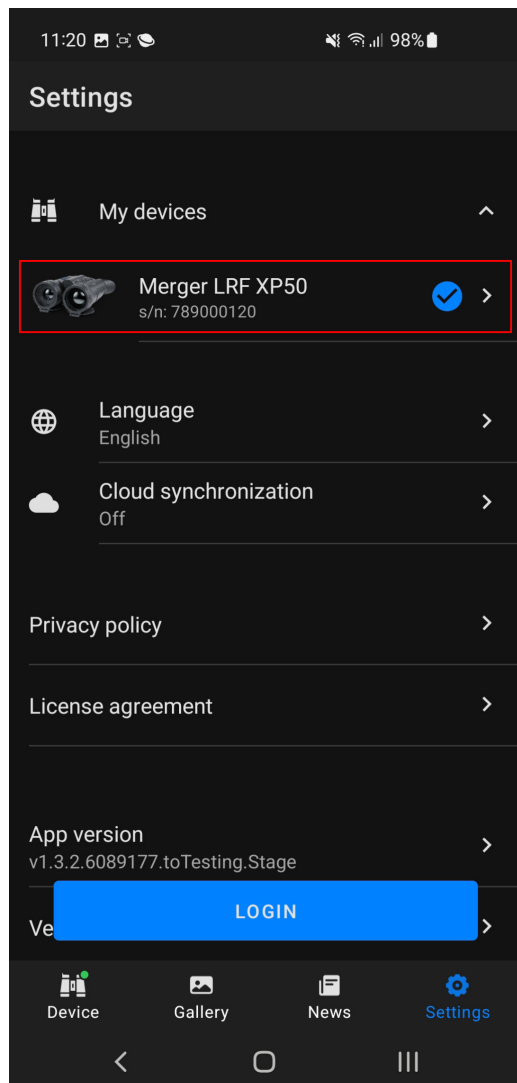 11:20 98%
Settings
My devices
Merger LRF XP50
s/n: 789000120
Language
English
Cloud synchronization
Off
Privacy policy
License agreement
App version
v1.3.2.6089177.toTesting.Stage
LOGIN
Ve
Device Gallery News Settings